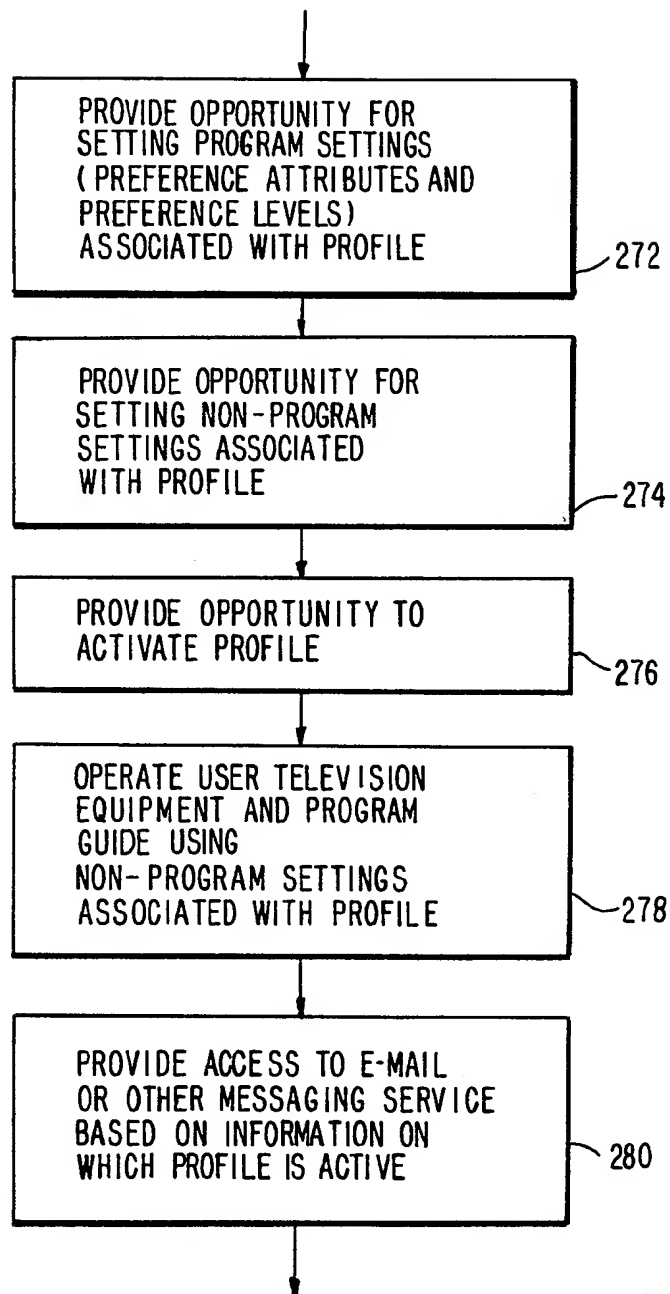 PROVIDE OPPORTUNITY FOR
SETTING PROGRAM SETTINGS
(PREFERENCE ATTRIBUTES AND
PREFERENCE LEVELS)
ASSOCIATED WITH PROFILE
272
PROVIDE OPPORTUNITY FOR
SETTING NON-PROGRAM
SETTINGS ASSOCIATED
WITH PROFILE
274
PROVIDE OPPORTUNITY TO
ACTIVATE PROFILE
276
OPERATE USER TELEVISION
EQUIPMENT AND PROGRAM
GUIDE USING
NON-PROGRAM SETTINGS
ASSOCIATED WITH PROFILE
278
PROVIDE ACCESS TO E-MAIL
OR OTHER MESSAGING SERVICE
BASED ON INFORMATION ON
WHICH PROFILE IS ACTIVE
280